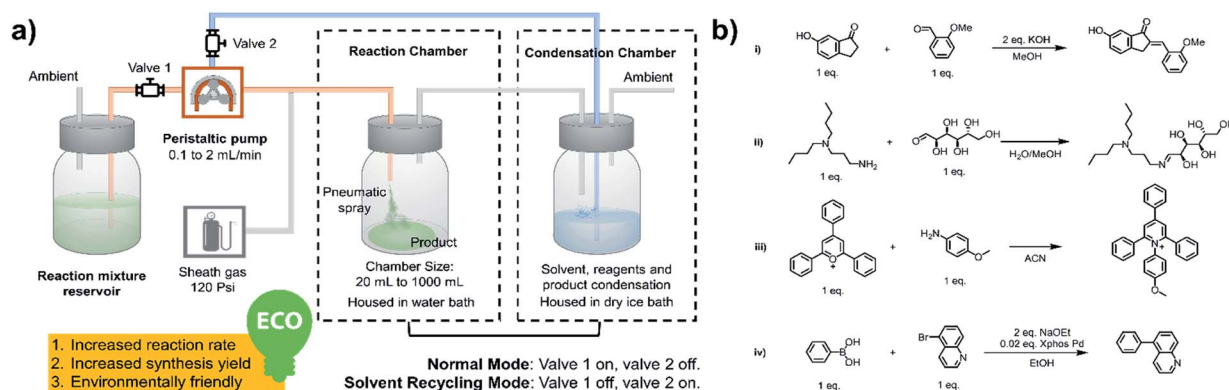 a)
Ambient
Valve 1
Valve 2
Peristaltic pump
0.1 to 2 mL/min
Reaction mixture
reservoir
Sheath gas
120 Psi
Reaction Chamber
Pneumatic
spray
Product
Chamber Size:
20 mL to 1000 mL
Housed in water bath
Condensation Chamber
Ambient
Solvent, reagents and
product condensation
Housed in dry ice bath
ECO
1. Increased reaction rate
2. Increased synthesis yield
3. Environmentally friendly
Normal Mode: Valve 1 on, valve 2 off.
Solvent Recycling Mode: Valve 1 off, valve 2 on.
b)
i)
HO
O
1 eq.
+
O
OMe
1 eq.
2 eq. KOH
MeOH
HO
O
OMe
ii)
N
NH2
1 eq.
+
O
OH
OH
OH
OH
OH
1 eq.
H2O/MeOH
N
N
OH
OH
OH
OH
iii)
O
+
1 eq.
+
H2N
O
1 eq.
ACN
N
+
O
iv)
OH
B
OH
1 eq.
+
Br
N
1 eq.
2 eq. NaOEt
0.02 eq. Xphos Pd
EtOH
N